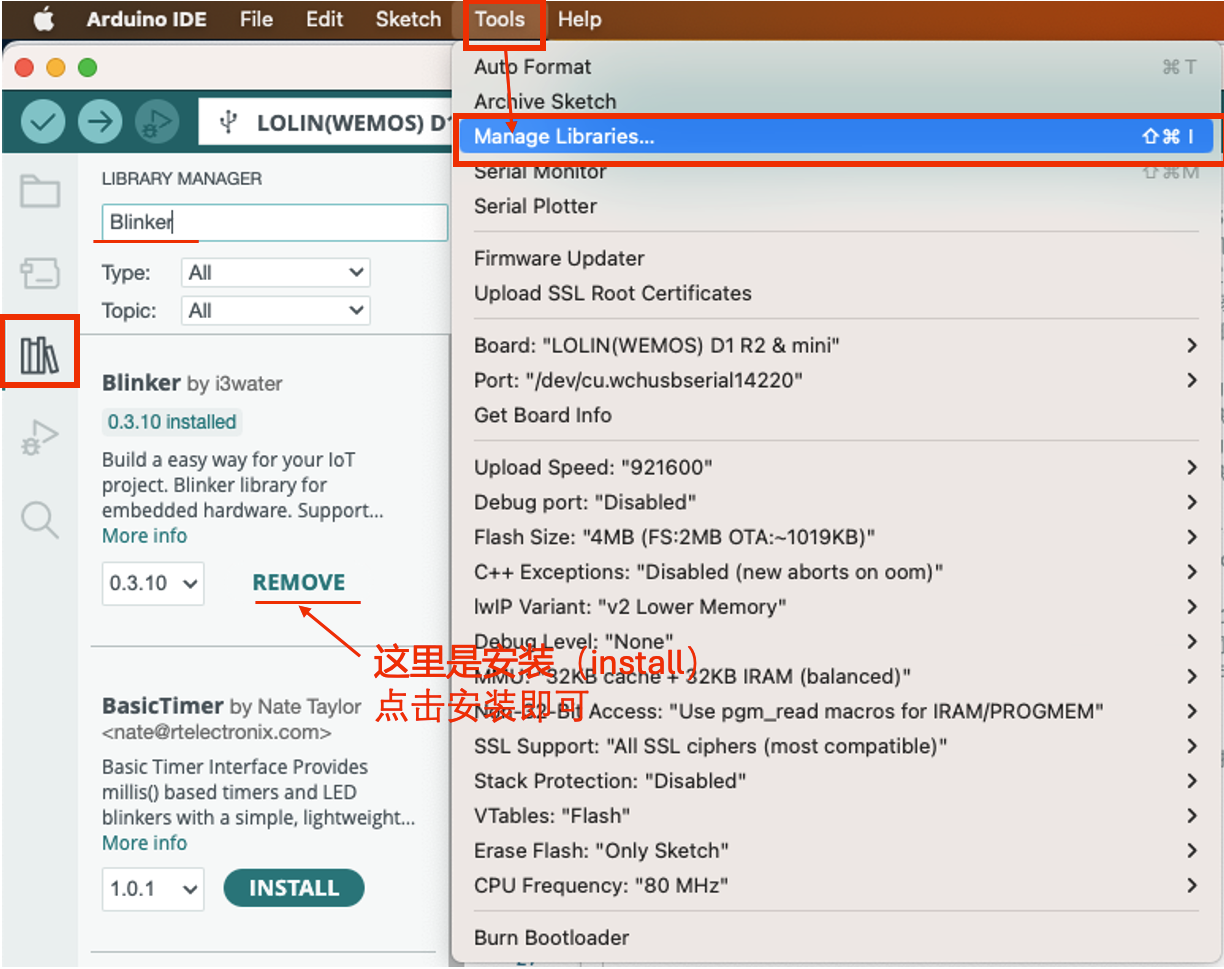 Arduino IDE File Edit Sketch Tools Help
LOLIN(WEMOS) D1
LIBRARY MANAGER
Blinker
Type: All
Topic: All
Blinker by i3water
0.3.10 installed
Build a easy way for your IoT
project. Blinker library for
embedded hardware. Support...
More info
0.3.10 REMOVE
这里是安装（install）
点击安装即可
BasicTimer by Nate Taylor
<nate@rtelectronix.com>
Basic Timer Interface Provides
millis() based timers and LED
blinkers with a simple, lightweight...
More info
1.0.1 INSTALL
Auto Format ⌘ T
Archive Sketch
Manage Libraries... ⇧ ⌘ I
Serial Monitor ⇧ ⌘ M
Serial Plotter
Firmware Updater
Upload SSL Root Certificates
Board: "LOLIN(WEMOS) D1 R2 & mini"
Port: "/dev/cu.wchusbserial14220"
Get Board Info
Upload Speed: "921600"
Debug port: "Disabled"
Flash Size: "4MB (FS:2MB OTA:~1019KB)"
C++ Exceptions: "Disabled (new aborts on oom)"
lwIP Variant: "v2 Lower Memory"
Debug Level: "None"
MMU: "32KB cache + 32KB IRAM (balanced)"
Non-32-Bit Access: "Use pgm_read macros for IRAM/PROGMEM"
SSL Support: "All SSL ciphers (most compatible)"
Stack Protection: "Disabled"
VTables: "Flash"
Erase Flash: "Only Sketch"
CPU Frequency: "80 MHz"
Burn Bootloader